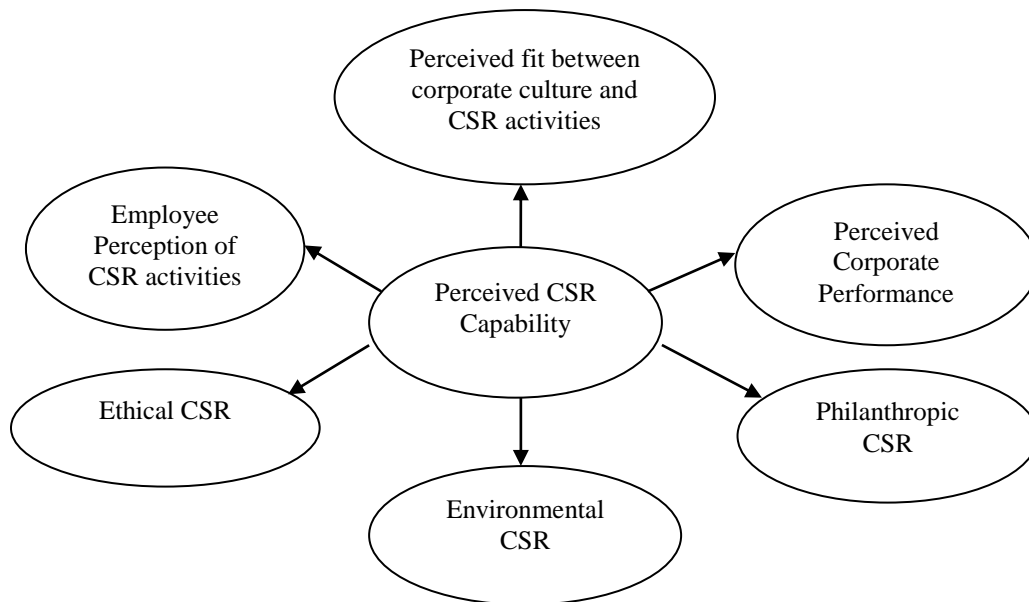 Perceived fit between
corporate culture and
CSR activities
Employee
Perception of
CSR activities
Perceived
Corporate
Performance
Perceived CSR
Capability
Ethical CSR
Philanthropic
CSR
Environmental
CSR